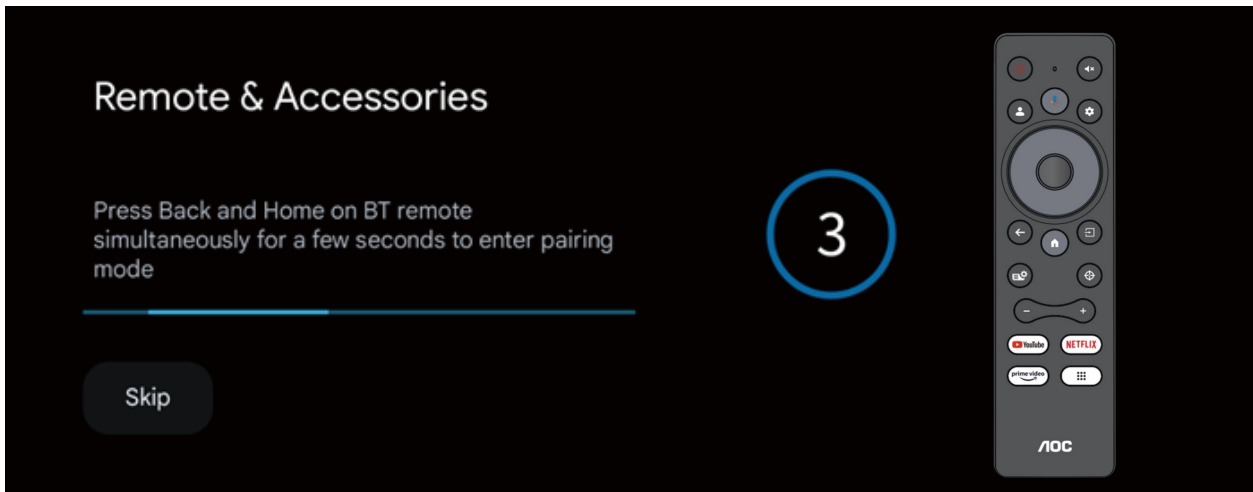 Remote & Accessories
Press Back and Home on BT remote
simultaneously for a few seconds to enter pairing
mode
3
Skip
YouTube
NETFLIX
prime video
AOC